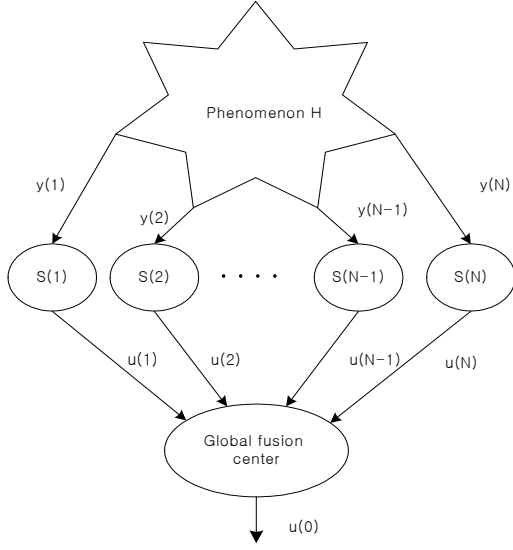 Phenomenon H
y(1)
y(2)
y(N-1)
y(N)
S(1)
S(2)
. . . .
S(N-1)
S(N)
u(1)
u(2)
u(N-1)
u(N)
Global fusion
center
u(0)